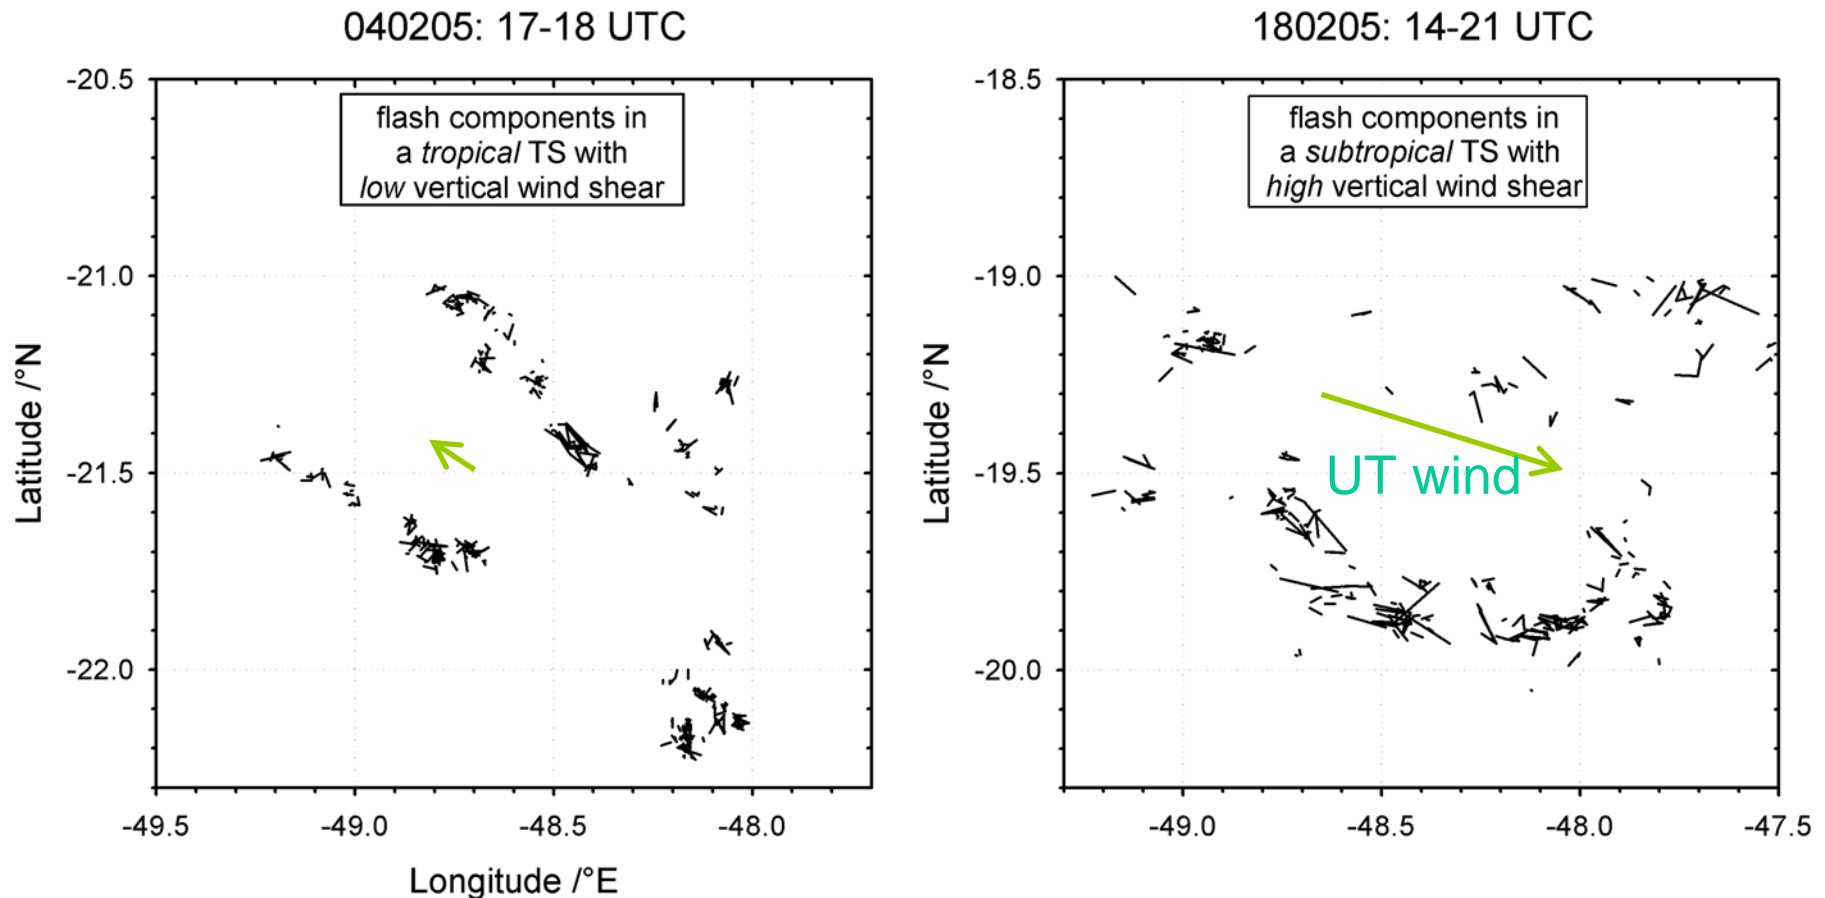 040205: 17-18 UTC
flash components in
a tropical TS with
low vertical wind shear
-20.5
-21.0
-21.5
-22.0
Latitude /°N
-49.5
-49.0
-48.5
-48.0
Longitude /°E
180205: 14-21 UTC
flash components in
a subtropical TS with
high vertical wind shear
-18.5
-19.0
-19.5
-20.0
Latitude /°N
UT wind
-49.0
-48.5
-48.0
-47.5